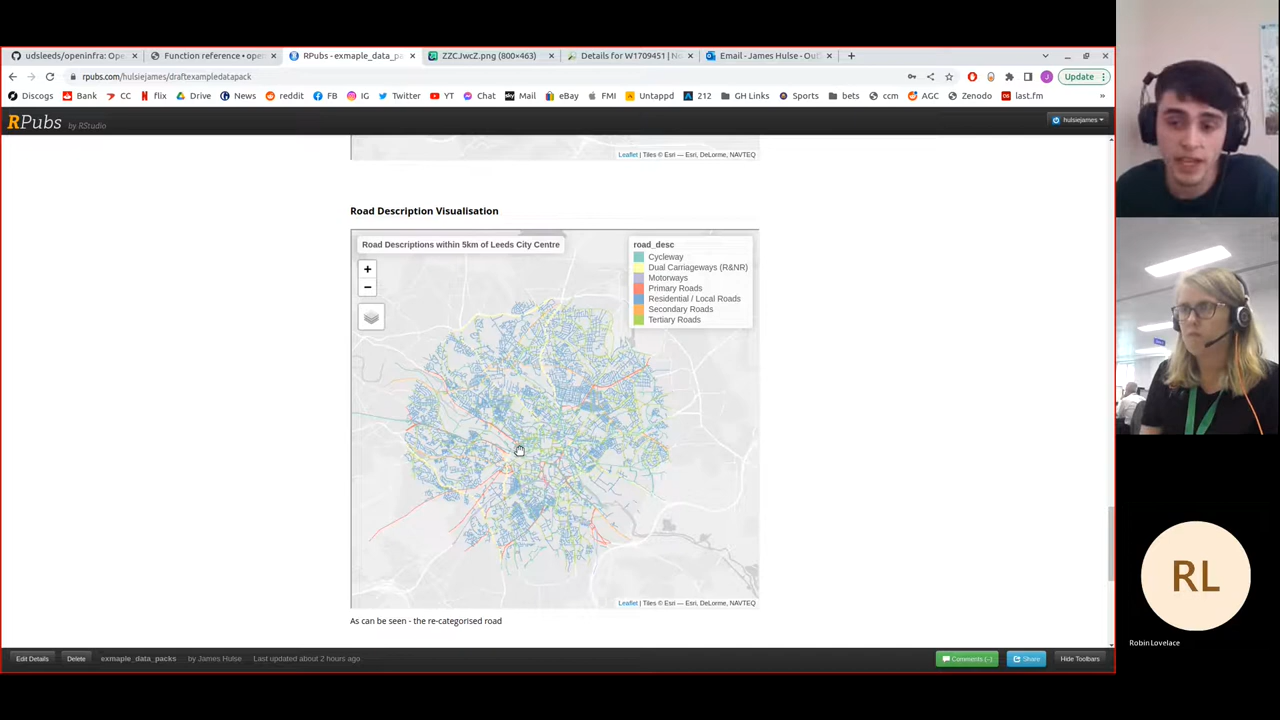 udsleeds/openinfra: Ope
Function reference • open
RPubs - exmaple_data_pa
ZZCJwcZ.png (800×463)
Details for W1709451 | N
Email - James Hulse - Out
rpubs.com/hulsiejames/draftexampledatapack
J
Update
Discogs
Bank
CC
flix
Drive
News
reddit
FB
IG
Twitter
YT
Chat
Mail
eBay
FMI
Untappd
212
GH Links
Sports
bets
ccm
AGC
Zenodo
last.fm
RPubs by RStudio
hulsiejames
Leaflet | Tiles © Esri — Esri, DeLorme, NAVTEQ
Road Description Visualisation
Road Descriptions within 5km of Leeds City Centre
+
−
road_desc
Cycleway
Dual Carriageways (R&NR)
Motorways
Primary Roads
Residential / Local Roads
Secondary Roads
Tertiary Roads
Leaflet | Tiles © Esri — Esri, DeLorme, NAVTEQ
As can be seen - the re-categorised road
Edit Details
Delete
exmaple_data_packs by James Hulse Last updated about 2 hours ago
Comments (–)
Share
Hide Toolbars
RL
Robin Lovelace